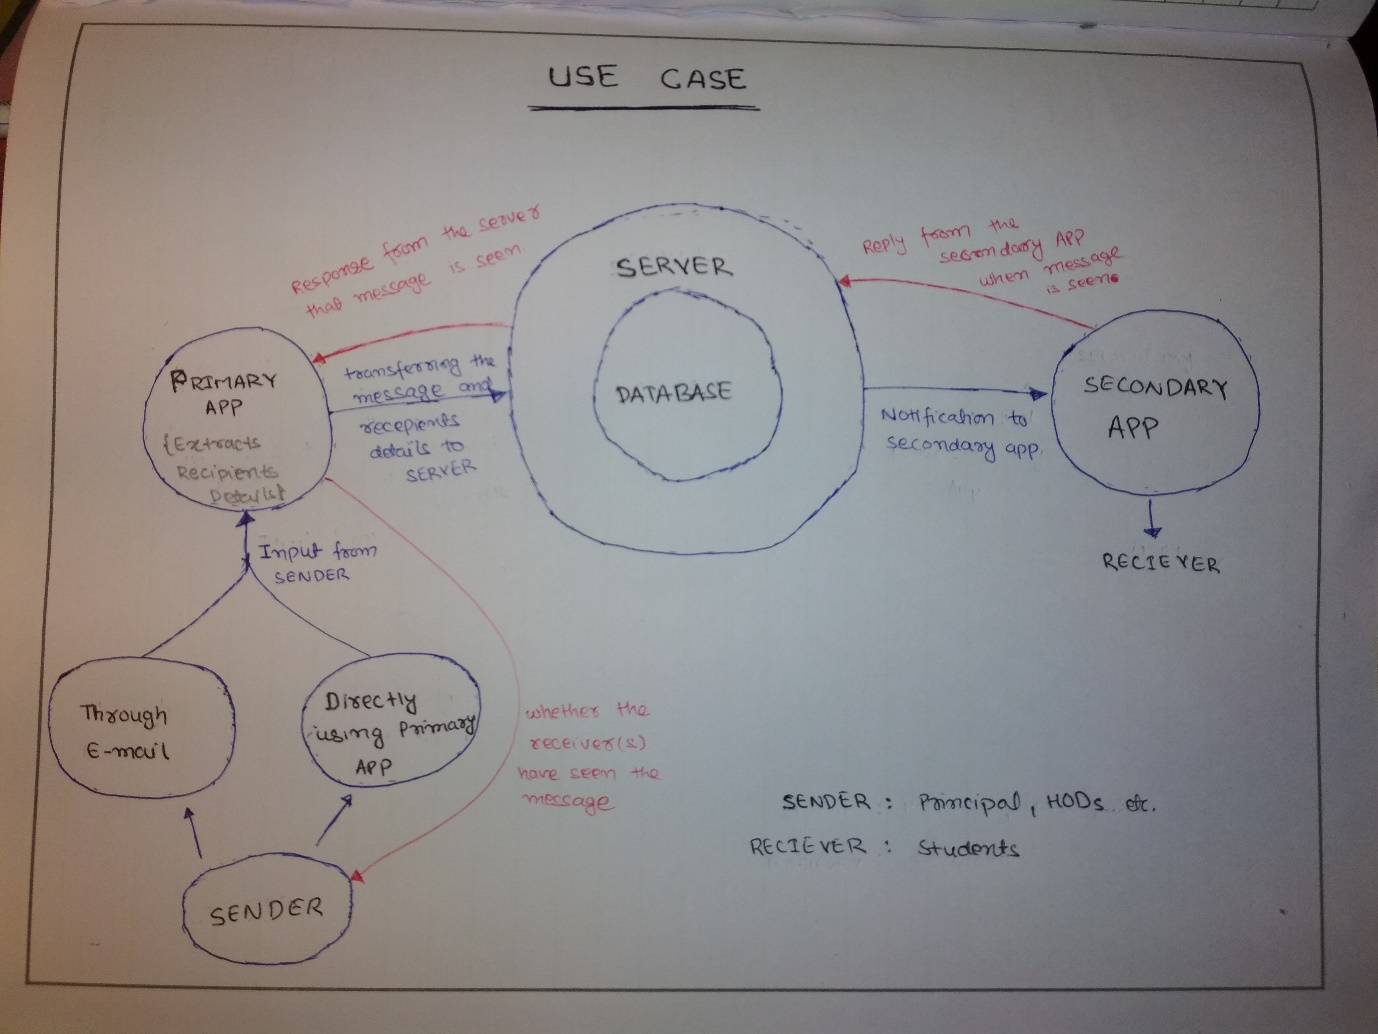 USE CASE
Response from the server
that message is seen
SERVER
DATABASE
Reply from the
secondary APP
when message
is seen.
PRIMARY
APP
{Extracts
Recipients
Details}
transferring the
message and
recepients
details to
SERVER
Notification to
secondary app.
SECONDARY
APP
RECIEVER
Input from
SENDER
Through
E-mail
Directly
using Primary
APP
whether the
receiver(s)
have seen the
message
SENDER
SENDER : Principal, HODs etc.
RECIEVER : Students